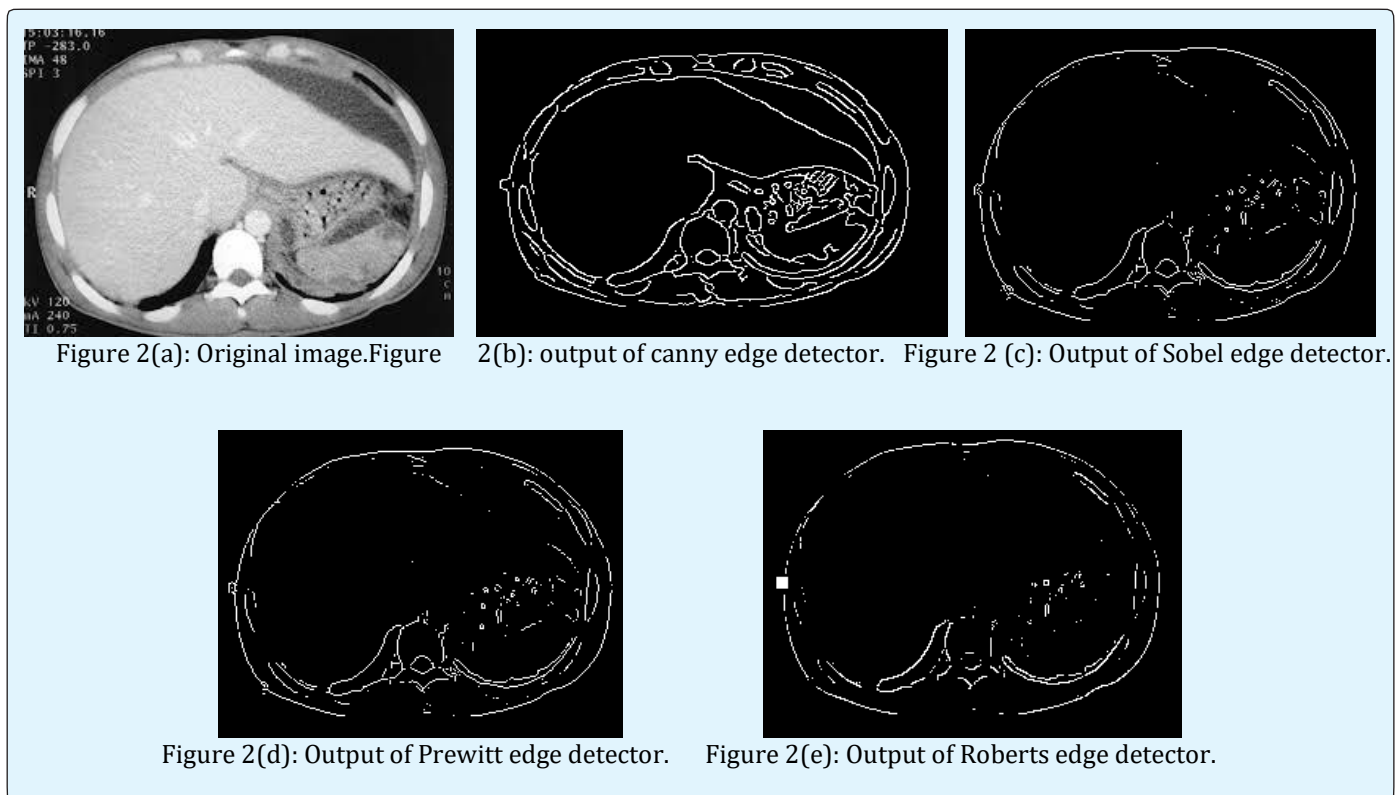 15:03:16.16
TP -283.0
IMA 48
SPI 3
R
10
c
m
kV 120
mA 240
TI 0.75
Figure 2(a): Original image.Figure 2(b): output of canny edge detector. Figure 2 (c): Output of Sobel edge detector.
Figure 2(d): Output of Prewitt edge detector. Figure 2(e): Output of Roberts edge detector.